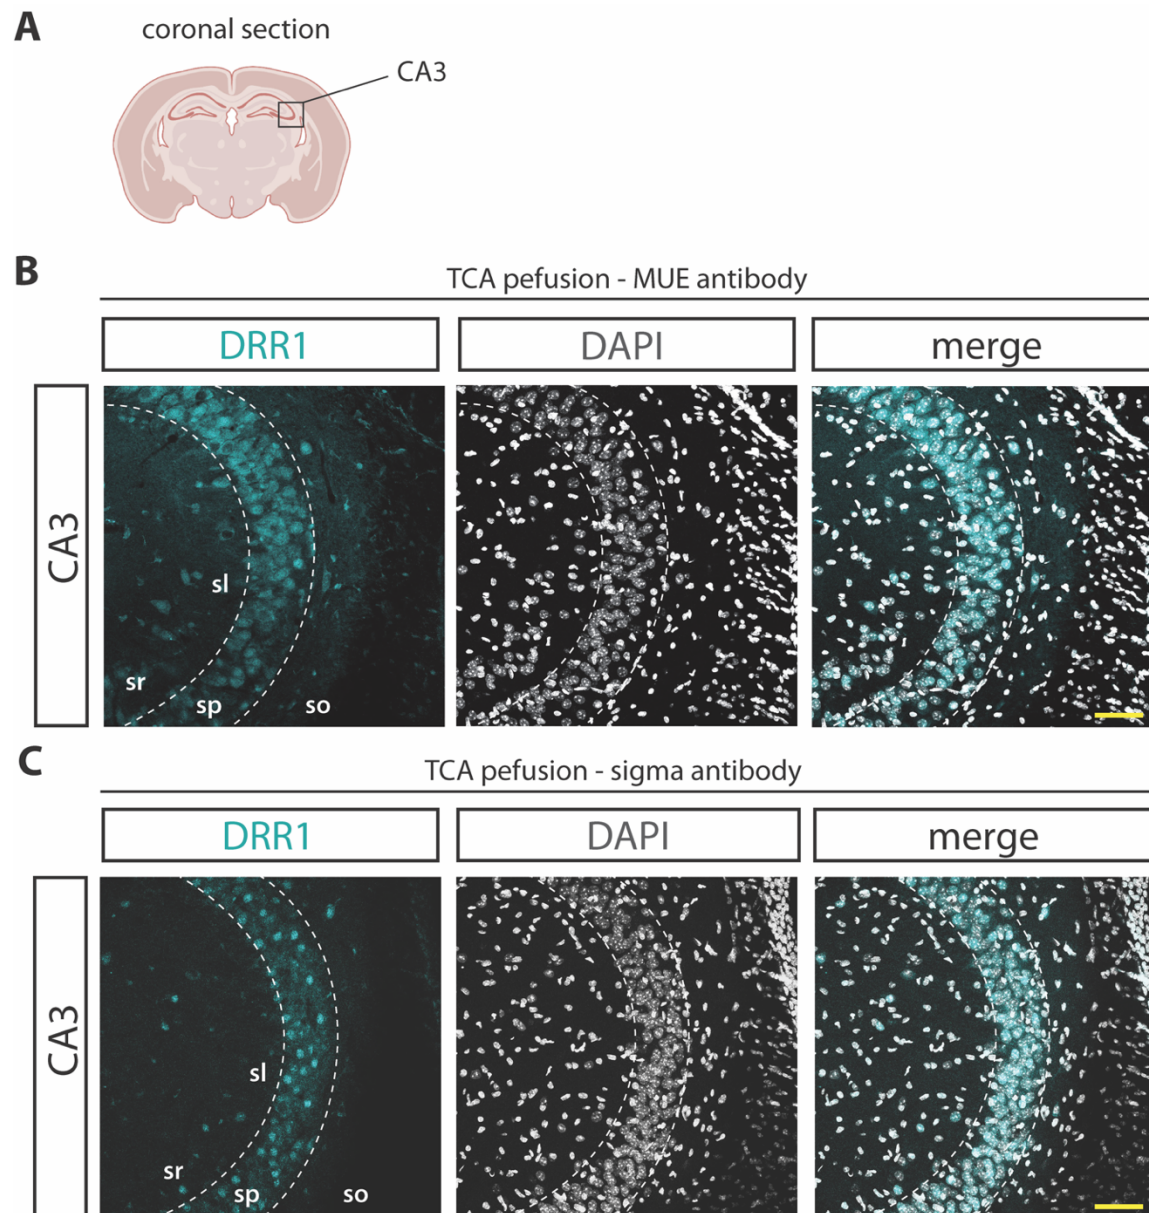 A
coronal section
CA3
B
TCA pefusion - MUE antibody
DRR1
DAPI
merge
CA3
sl
sr
sp
so
C
TCA pefusion - sigma antibody
DRR1
DAPI
merge
CA3
sl
sr
sp
so